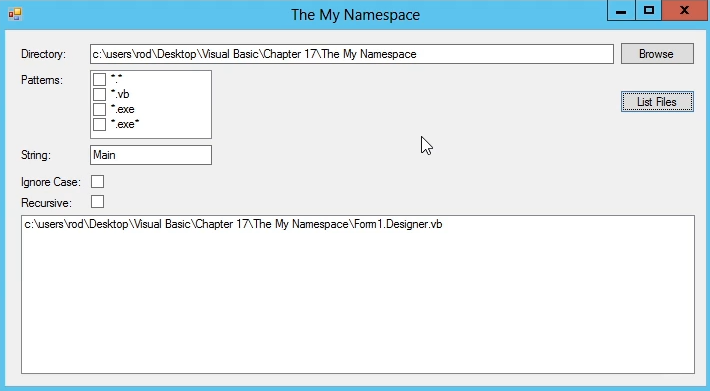 The My Namespace
Directory: c:\users\rod\Desktop\Visual Basic\Chapter 17\The My Namespace Browse
Patterns: *.*
*.vb
List Files
*.exe
*.exe*
String: Main
Ignore Case:
Recursive:
c:\users\rod\Desktop\Visual Basic\Chapter 17\The My Namespace\Form1.Designer.vb